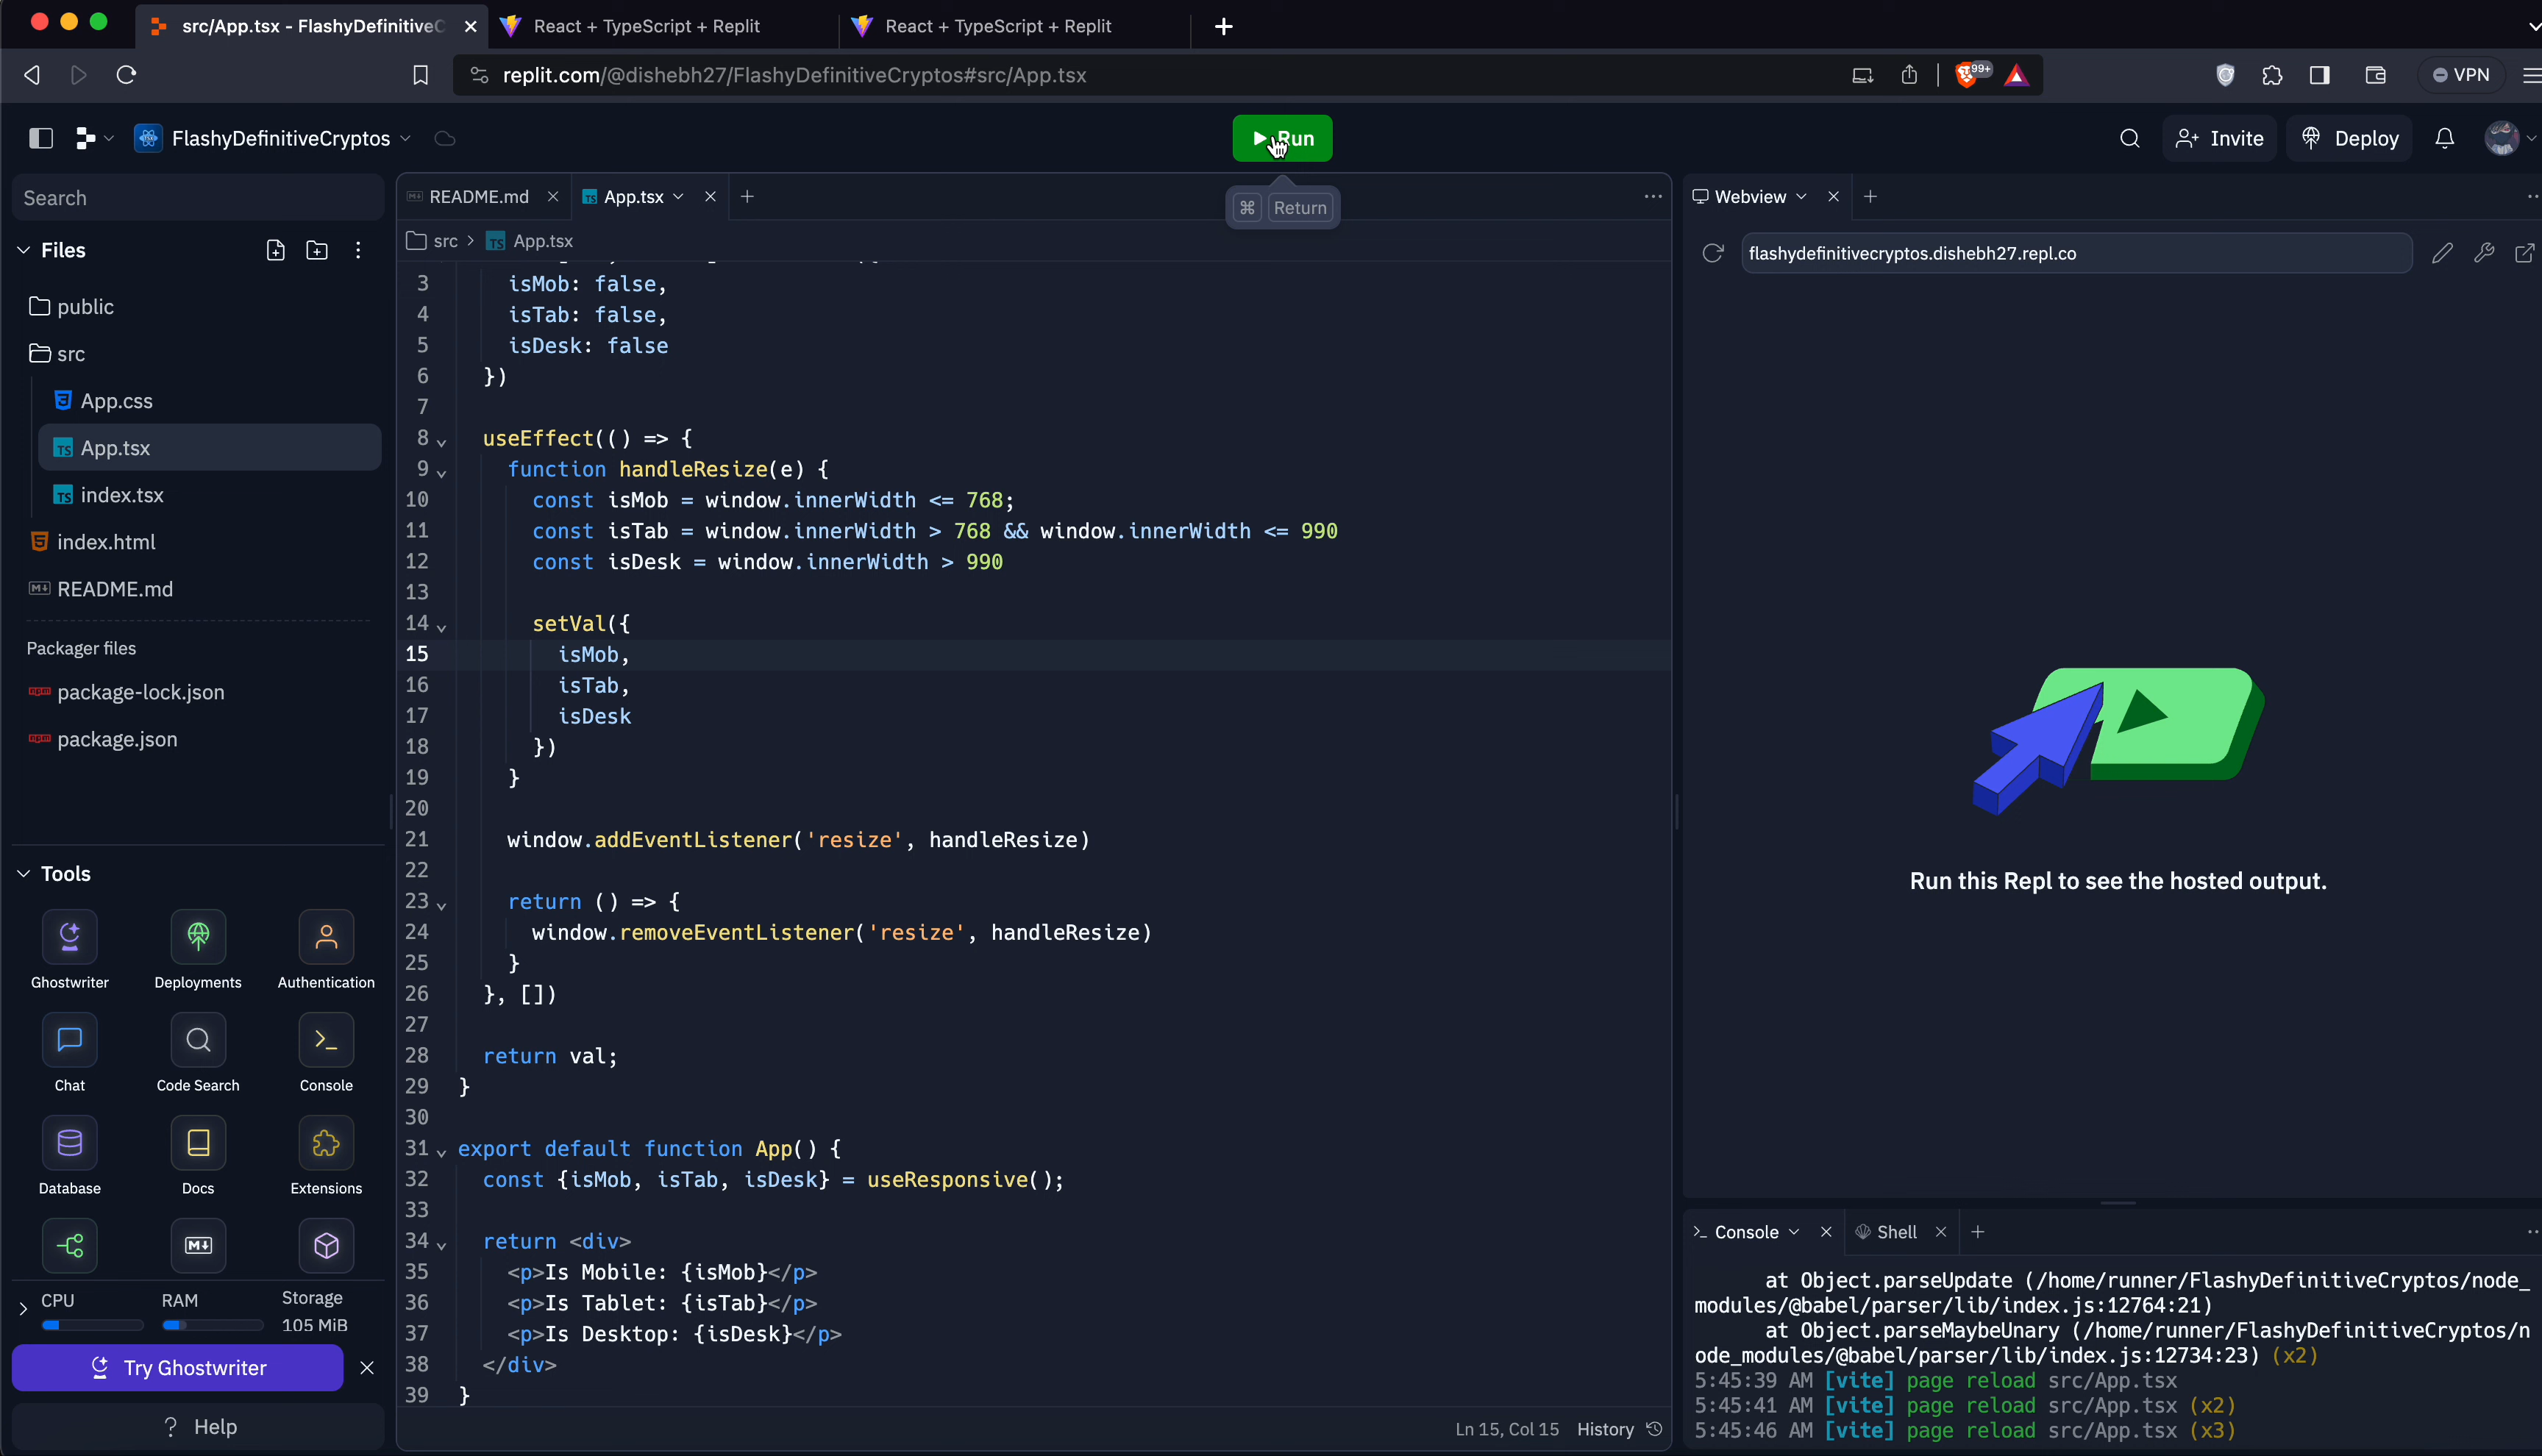 src/App.tsx - FlashyDefinitiveC
React + TypeScript + Replit
React + TypeScript + Replit
replit.com/@dishebh27/FlashyDefinitiveCryptos#src/App.tsx
99+
VPN
FlashyDefinitiveCryptos
Run
Invite
Deploy
⌘ Return
Search
Files
public
src
App.css
App.tsx
index.tsx
index.html
README.md
Packager files
package-lock.json
package.json
Tools
Ghostwriter
Deployments
Authentication
Chat
Code Search
Console
Database
Docs
Extensions
CPU
RAM
Storage
105 MiB
Try Ghostwriter
? Help
README.md
App.tsx
src > App.tsx
3 isMob: false,
4 isTab: false,
5 isDesk: false
6 })
7
8 useEffect(() => {
9 function handleResize(e) {
10 const isMob = window.innerWidth <= 768;
11 const isTab = window.innerWidth > 768 && window.innerWidth <= 990
12 const isDesk = window.innerWidth > 990
13
14 setVal({
15 isMob,
16 isTab,
17 isDesk
18 })
19 }
20
21 window.addEventListener('resize', handleResize)
22
23 return () => {
24 window.removeEventListener('resize', handleResize)
25 }
26 }, [])
27
28 return val;
29 }
30
31 export default function App() {
32 const {isMob, isTab, isDesk} = useResponsive();
33
34 return <div>
35 <p>Is Mobile: {isMob}</p>
36 <p>Is Tablet: {isTab}</p>
37 <p>Is Desktop: {isDesk}</p>
38 </div>
39 }
Ln 15, Col 15 History
Webview
flashydefinitivecryptos.dishebh27.repl.co
Run this Repl to see the hosted output.
Console
Shell
at Object.parseUpdate (/home/runner/FlashyDefinitiveCryptos/node_
modules/@babel/parser/lib/index.js:12764:21)
at Object.parseMaybeUnary (/home/runner/FlashyDefinitiveCryptos/n
ode_modules/@babel/parser/lib/index.js:12734:23) (x2)
5:45:39 AM [vite] page reload src/App.tsx
5:45:41 AM [vite] page reload src/App.tsx (x2)
5:45:46 AM [vite] page reload src/App.tsx (x3)